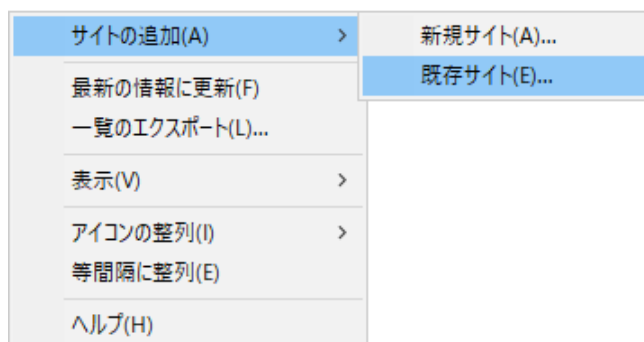 サイトの追加(A)
新規サイト(A)...
既存サイト(E)...
最新の情報に更新(F)
一覧のエクスポート(L)...
表示(V)
アイコンの整列(I)
等間隔に整列(E)
ヘルプ(H)